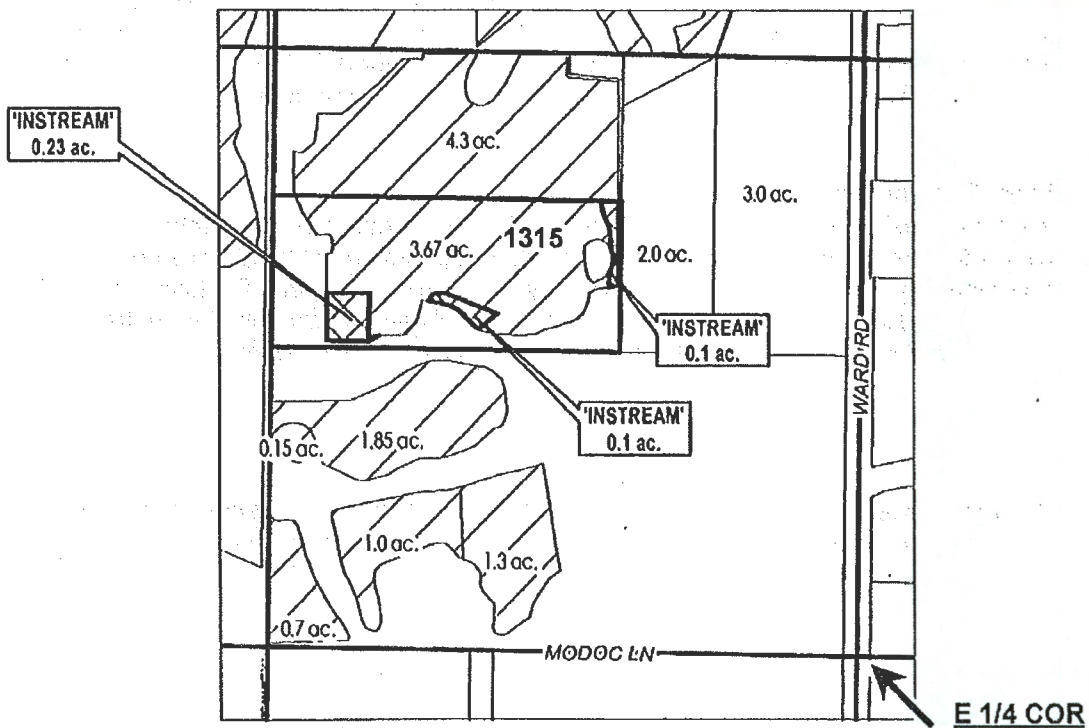 'INSTREAM'
0.23 ac.
4.3 ac.
3.0 ac.
3.67 ac.
1315
2.0 ac.
'INSTREAM'
0.1 ac.
WARD RD
'INSTREAM'
0.1 ac.
0.15 ac.
1.85 ac.
1.0 ac.
1.3 ac.
0.7 ac.
MODOC LN
E 1/4 COR